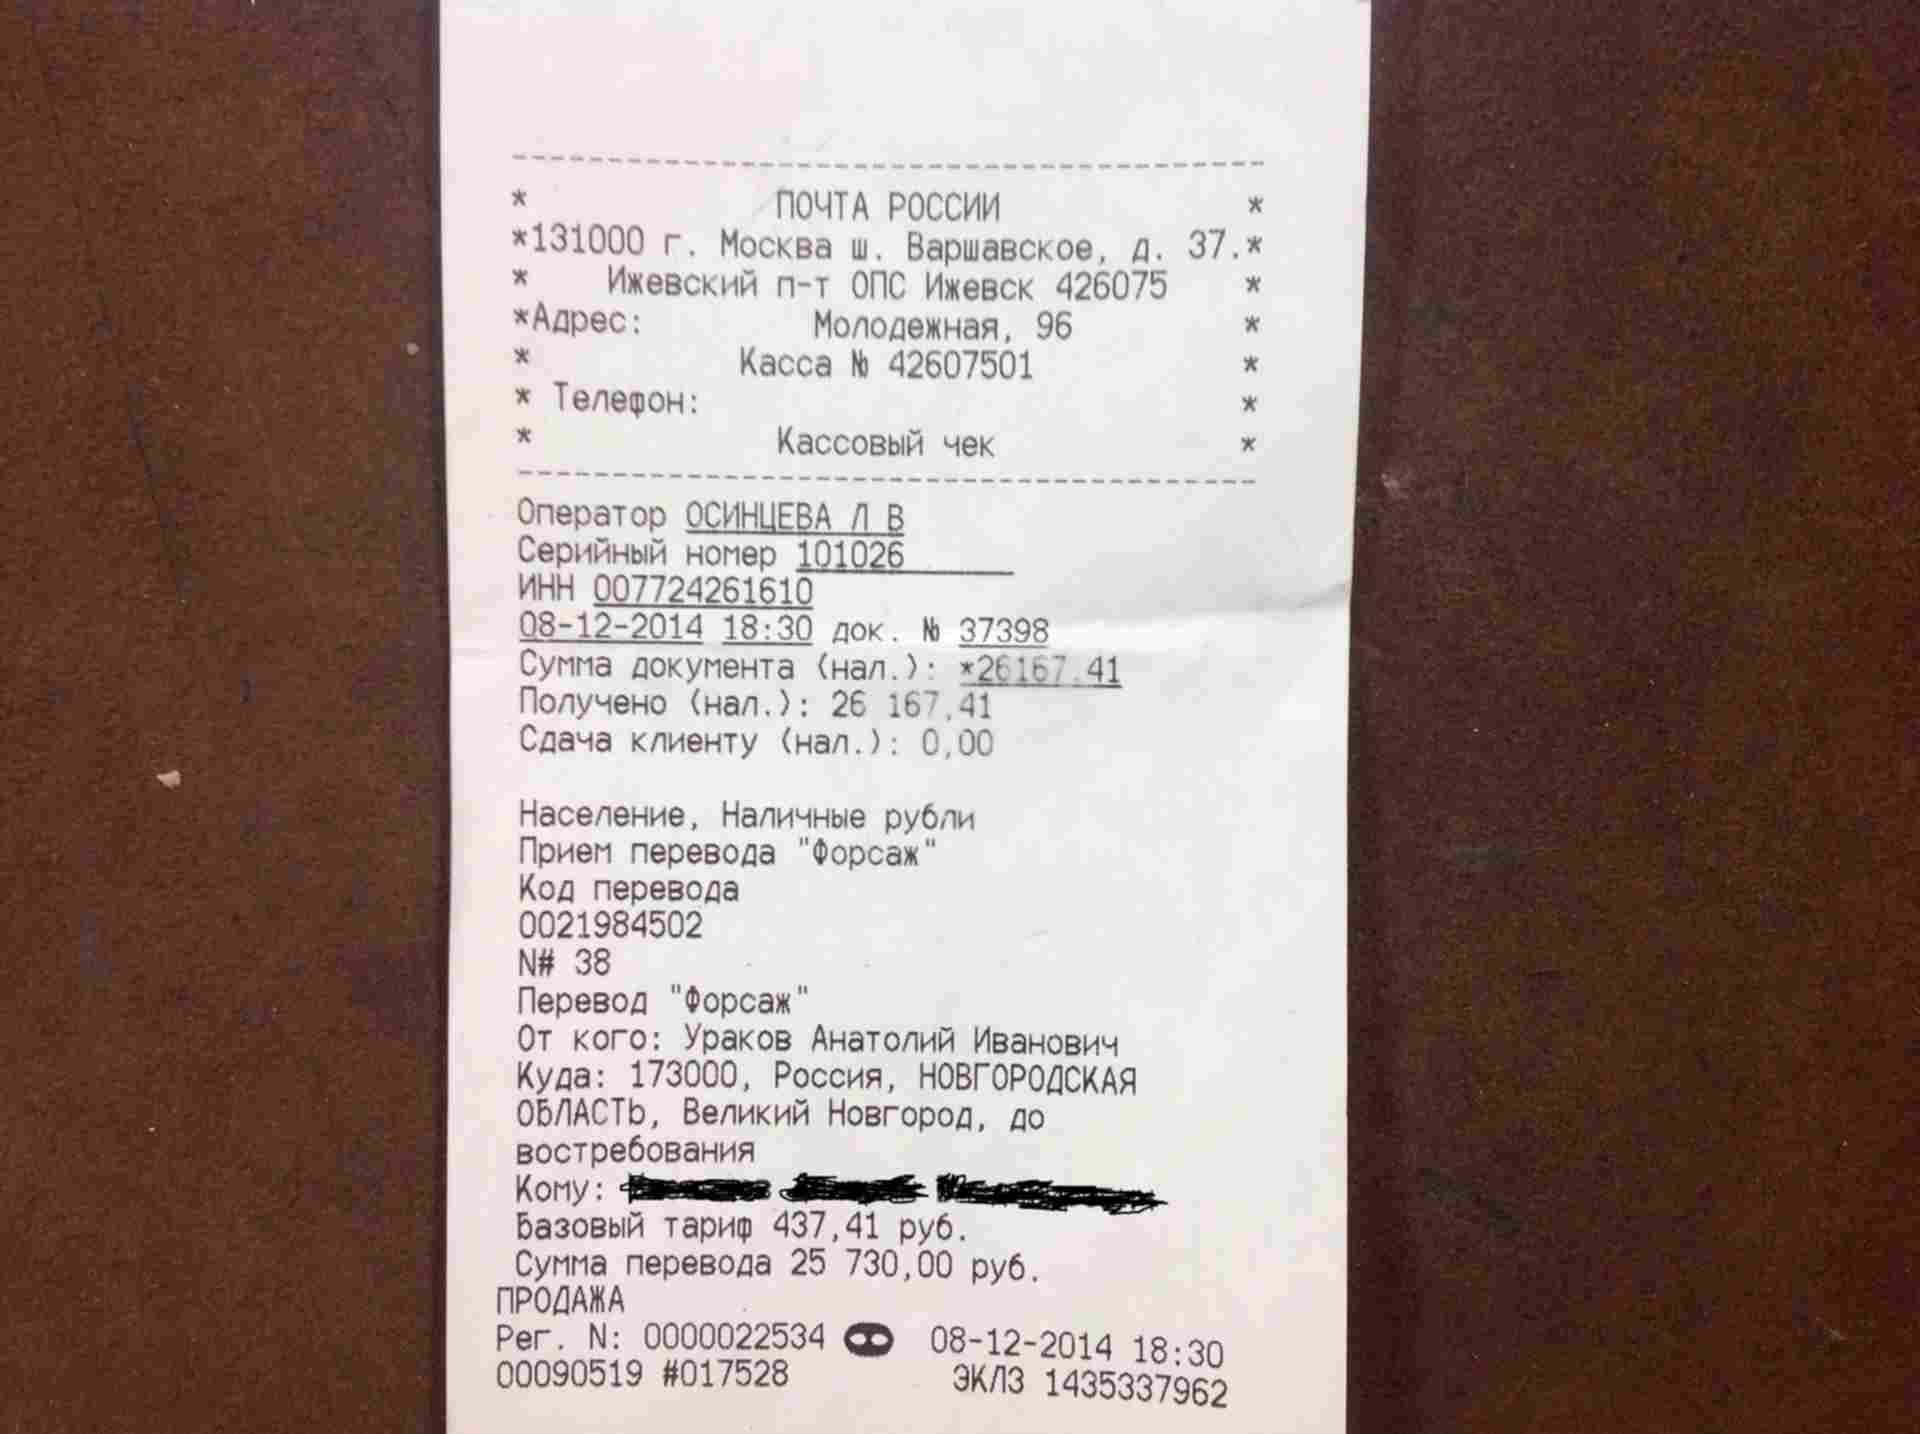 * ПОЧТА РОССИИ *
*131000 г. Москва ш. Варшавское, д. 37.*
* Ижевский п-т ОПС Ижевск 426075 *
*Адрес: Молодежная, 96 *
* Касса № 42607501 *
* Телефон: *
* Кассовый чек *
Оператор ОСИНЦЕВА Л В
Серийный номер 101026
ИНН 007724261610
08-12-2014 18:30 док. № 37398
Сумма документа (нал.): *26167.41
Получено (нал.): 26 167,41
Сдача клиенту (нал.): 0,00
Население, Наличные рубли
Прием перевода "Форсаж"
Код перевода
0021984502
N# 38
Перевод "Форсаж"
От кого: Ураков Анатолий Иванович
Куда: 173000, Россия, НОВГОРОДСКАЯ
ОБЛАСТЬ, Великий Новгород, до
востребования
Кому:
Базовый тариф 437,41 руб.
Сумма перевода 25 730,00 руб.
ПРОДАЖА
Рег. N: 0000022534 08-12-2014 18:30
00090519 #017528 ЭКЛЗ 1435337962